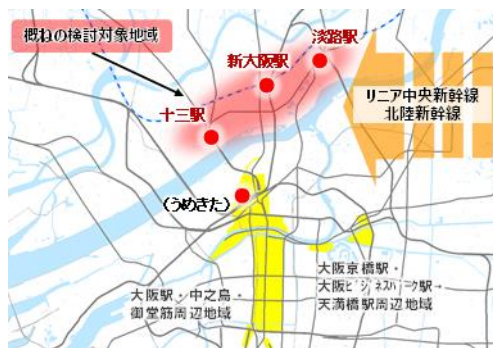 概ねの検討対象地域
淡路駅
新大阪駅
十三駅
リニア中央新幹線
北陸新幹線
(うめきた)
大阪京橋駅・
大阪ビジネスパーク駅・
天満橋駅周辺地域
大阪駅・中之島・
御堂筋周辺地域